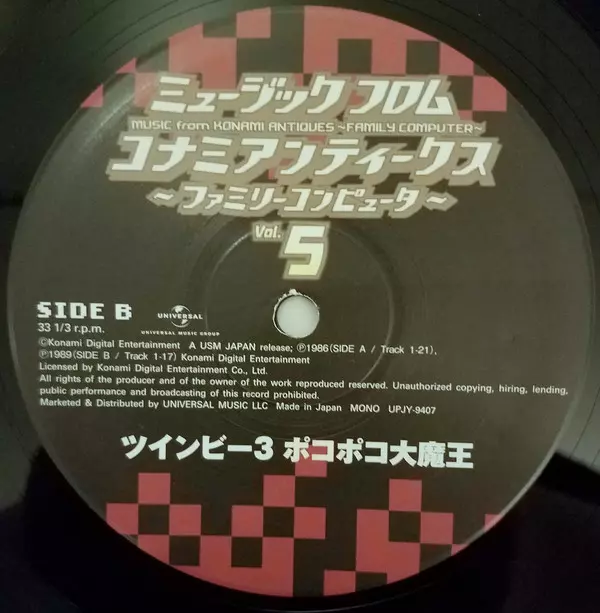 ミュージック フロム
MUSIC from KONAMI ANTIQUES ~FAMILY COMPUTER~
コナミアンティークス
~ファミリーコンピュータ~
Vol. 5
SIDE B
33 1/3 r.p.m.
UNIVERSAL
UNIVERSAL MUSIC GROUP
©Konami Digital Entertainment A USM JAPAN release; ℗1986(SIDE A / Track 1-21),
℗1989(SIDE B / Track 1-17) Konami Digital Entertainment
Licensed by Konami Digital Entertainment Co., Ltd.
All rights of the producer and of the owner of the work reproduced reserved. Unauthorized copying, hiring, lending,
public performance and broadcasting of this record prohibited.
Marketed & Distributed by UNIVERSAL MUSIC LLC Made in Japan MONO UPJY-9407
ツインビー3 ポコポコ大魔王